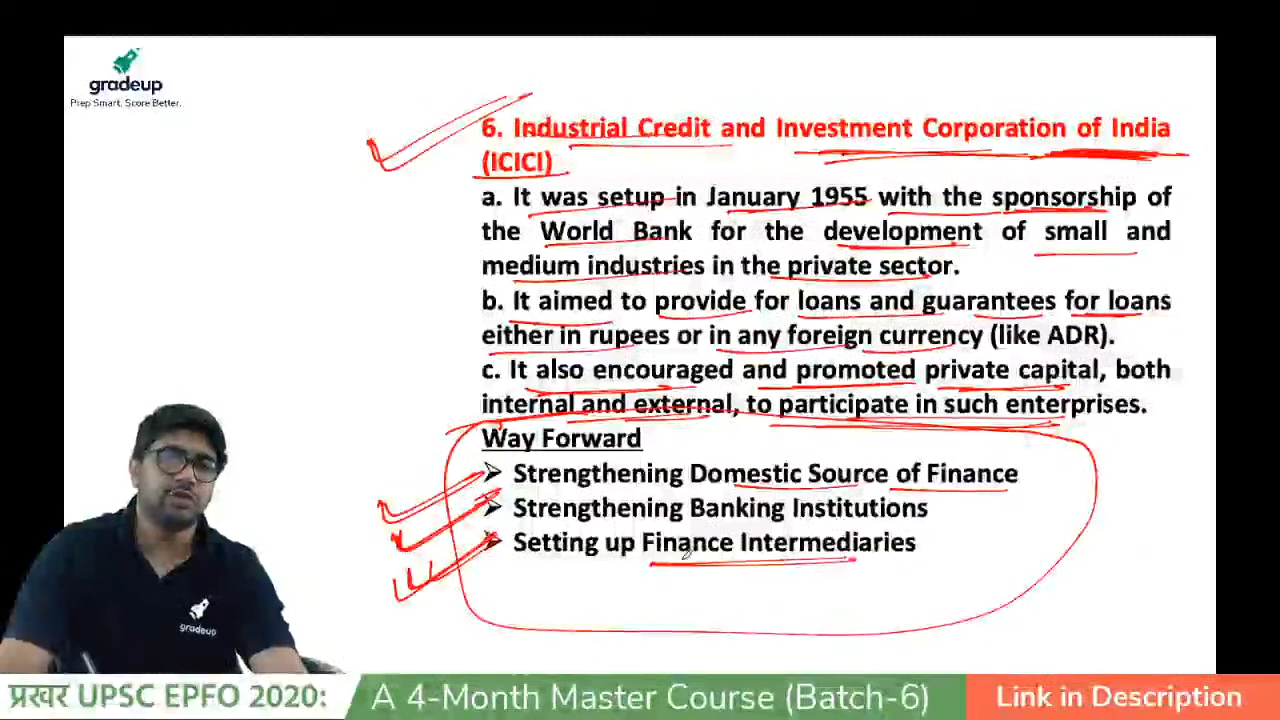 gradeup
Prep Smart. Score Better.
6. Industrial Credit and Investment Corporation of India
(ICICI)
a. It was setup in January 1955 with the sponsorship of
the World Bank for the development of small and
medium industries in the private sector.
b. It aimed to provide for loans and guarantees for loans
either in rupees or in any foreign currency (like ADR).
c. It also encouraged and promoted private capital, both
internal and external, to participate in such enterprises.
Way Forward
➢ Strengthening Domestic Source of Finance
➢ Strengthening Banking Institutions
➢ Setting up Finance Intermediaries
gradeup
प्रखर UPSC EPFO 2020: A 4-Month Master Course (Batch-6) Link in Description